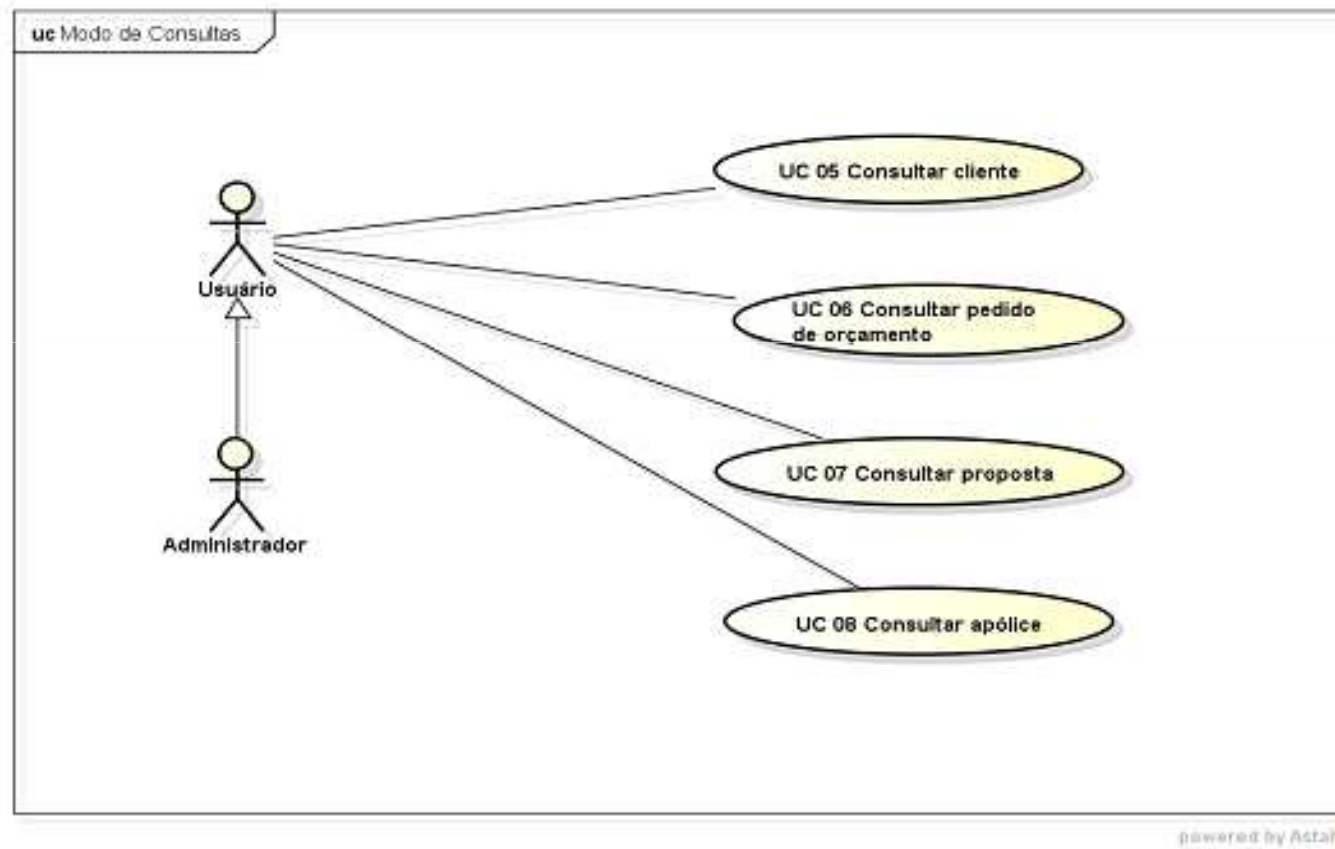 uc Modo de Consultas
UC 05 Consultar cliente
Usuário
UC 06 Consultar pedido
de orçamento
UC 07 Consultar proposta
Administrador
UC 08 Consultar apólice
powered by Astah